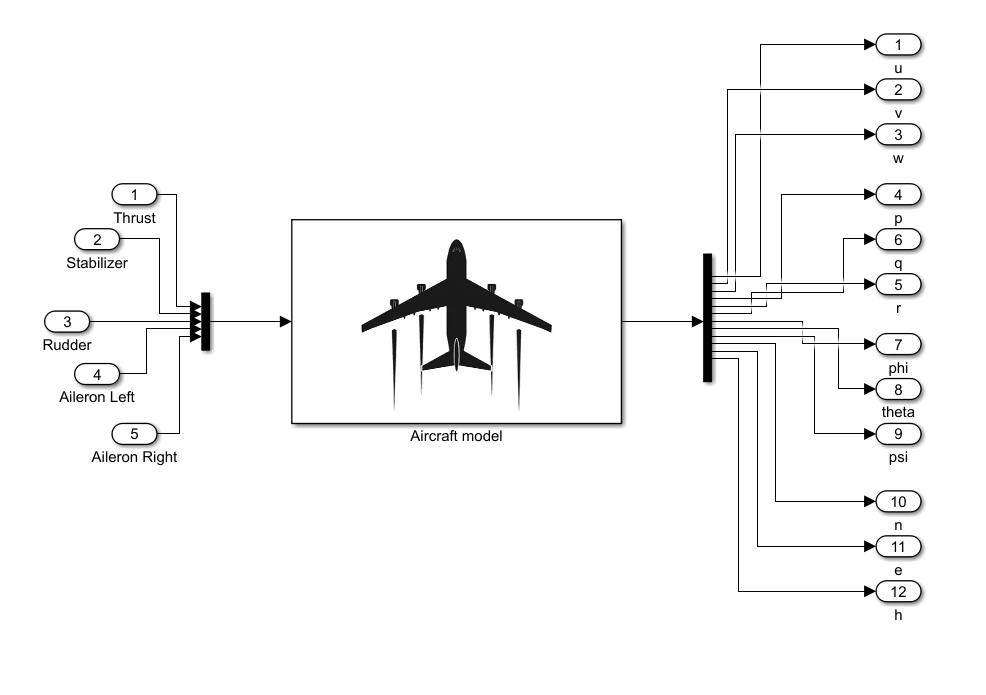 1
Thrust
2
Stabilizer
3
Rudder
4
Aileron Left
5
Aileron Right
Aircraft model
1
u
2
v
3
w
4
p
6
q
5
r
7
phi
8
theta
9
psi
10
n
11
e
12
h